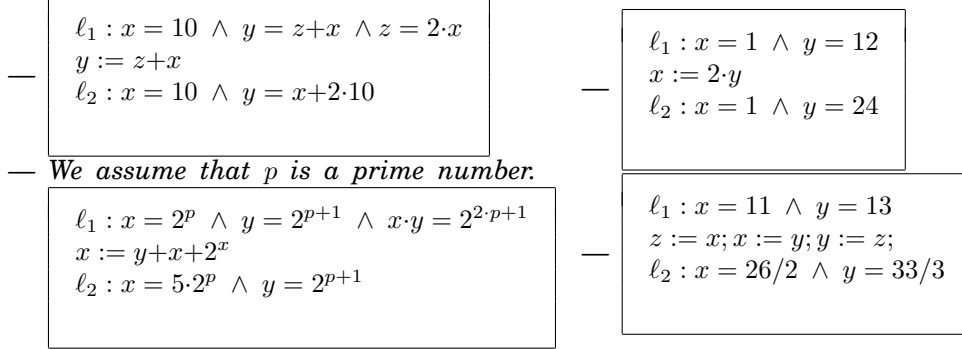 — ℓ₁ : x = 10 ∧ y = z+x ∧ z = 2·x
y := z+x
ℓ₂ : x = 10 ∧ y = x+2·10
— ℓ₁ : x = 1 ∧ y = 12
x := 2·y
ℓ₂ : x = 1 ∧ y = 24
— We assume that p is a prime number.
ℓ₁ : x = 2^p ∧ y = 2^{p+1} ∧ x·y = 2^{2·p+1}
x := y+x+2^x
ℓ₂ : x = 5·2^p ∧ y = 2^{p+1}
— ℓ₁ : x = 11 ∧ y = 13
z := x; x := y; y := z;
ℓ₂ : x = 26/2 ∧ y = 33/3